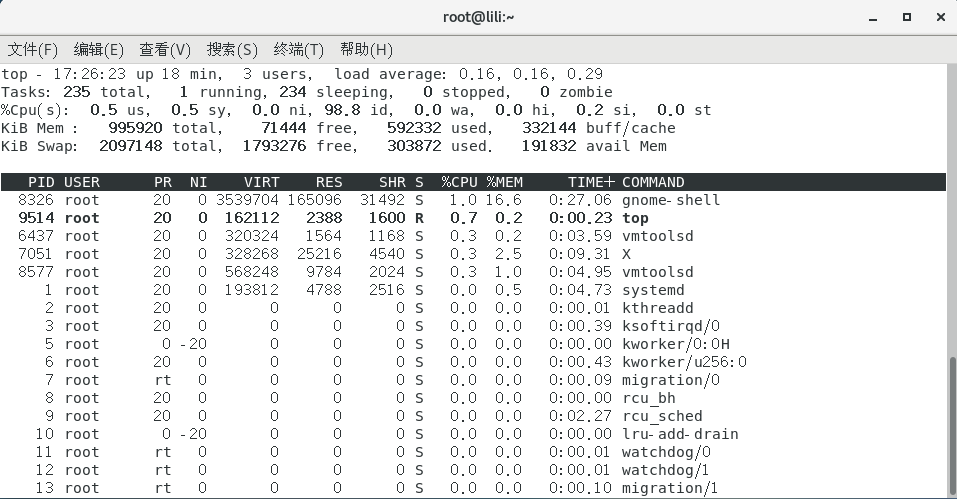 root@lili:~
文件(F) 编辑(E) 查看(V) 搜索(S) 终端(T) 帮助(H)
top - 17:26:23 up 18 min,  3 users,  load average: 0.16, 0.16, 0.29
Tasks: 235 total,   1 running, 234 sleeping,   0 stopped,   0 zombie
%Cpu(s):  0.5 us,  0.5 sy,  0.0 ni, 98.8 id,  0.0 wa,  0.0 hi,  0.2 si,  0.0 st
KiB Mem :   995920 total,    71444 free,   592332 used,   332144 buff/cache
KiB Swap:  2097148 total,  1793276 free,   303872 used.   191832 avail Mem
PID USER      PR  NI    VIRT    RES    SHR S  %CPU %MEM     TIME+ COMMAND
8326 root      20   0 3539704 165096  31492 S   1.0 16.6   0:27.06 gnome-shell
9514 root      20   0  162112   2388   1600 R   0.7  0.2   0:00.23 top
6437 root      20   0  320324   1564   1168 S   0.3  0.2   0:03.59 vmtoolsd
7051 root      20   0  328268  25216   4540 S   0.3  2.5   0:09.31 X
8577 root      20   0  568248   9784   2024 S   0.3  1.0   0:04.95 vmtoolsd
1 root      20   0  193812   4788   2516 S   0.0  0.5   0:04.73 systemd
2 root      20   0       0      0      0 S   0.0  0.0   0:00.01 kthreadd
3 root      20   0       0      0      0 S   0.0  0.0   0:00.39 ksoftirqd/0
5 root       0 -20       0      0      0 S   0.0  0.0   0:00.00 kworker/0:0H
6 root      20   0       0      0      0 S   0.0  0.0   0:00.43 kworker/u256:0
7 root      rt   0       0      0      0 S   0.0  0.0   0:00.09 migration/0
8 root      20   0       0      0      0 S   0.0  0.0   0:00.00 rcu_bh
9 root      20   0       0      0      0 S   0.0  0.0   0:02.27 rcu_sched
10 root       0 -20       0      0      0 S   0.0  0.0   0:00.00 lru-add-drain
11 root      rt   0       0      0      0 S   0.0  0.0   0:00.01 watchdog/0
12 root      rt   0       0      0      0 S   0.0  0.0   0:00.01 watchdog/1
13 root      rt   0       0      0      0 S   0.0  0.0   0:00.10 migration/1